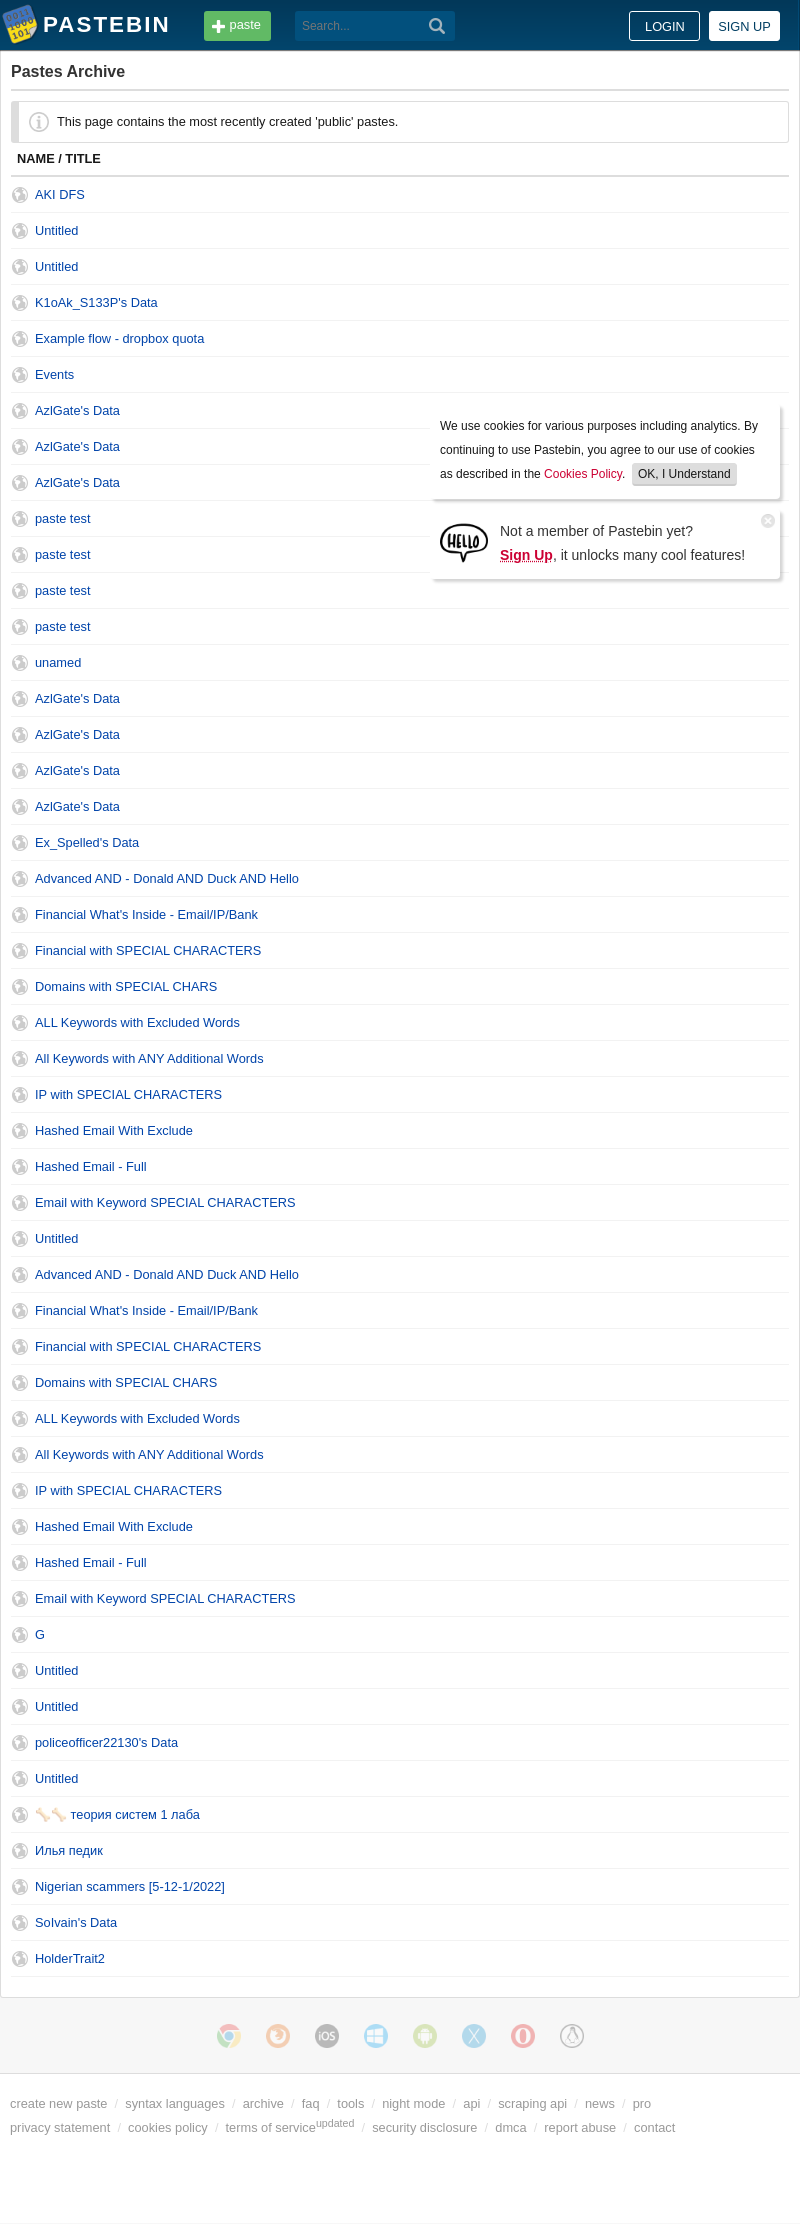 PASTEBIN paste Search... LOGIN SIGN UP
Pastes Archive
This page contains the most recently created 'public' pastes.
NAME / TITLE
AKI DFS
Untitled
Untitled
K1oAk_S133P's Data
Example flow - dropbox quota
Events
AzlGate's Data
AzlGate's Data
AzlGate's Data
paste test
paste test
paste test
paste test
unamed
AzlGate's Data
AzlGate's Data
AzlGate's Data
AzlGate's Data
Ex_Spelled's Data
Advanced AND - Donald AND Duck AND Hello
Financial What's Inside - Email/IP/Bank
Financial with SPECIAL CHARACTERS
Domains with SPECIAL CHARS
ALL Keywords with Excluded Words
All Keywords with ANY Additional Words
IP with SPECIAL CHARACTERS
Hashed Email With Exclude
Hashed Email - Full
Email with Keyword SPECIAL CHARACTERS
Untitled
Advanced AND - Donald AND Duck AND Hello
Financial What's Inside - Email/IP/Bank
Financial with SPECIAL CHARACTERS
Domains with SPECIAL CHARS
ALL Keywords with Excluded Words
All Keywords with ANY Additional Words
IP with SPECIAL CHARACTERS
Hashed Email With Exclude
Hashed Email - Full
Email with Keyword SPECIAL CHARACTERS
G
Untitled
Untitled
policeofficer22130's Data
Untitled
🦴🦴 теория систем 1 лаба
Илья педик
Nigerian scammers [5-12-1/2022]
Solvain's Data
HolderTrait2
We use cookies for various purposes including analytics. By
continuing to use Pastebin, you agree to our use of cookies
as described in the Cookies Policy. OK, I Understand
HELLO
Not a member of Pastebin yet?
Sign Up, it unlocks many cool features!
iOS
create new paste / syntax languages / archive / faq / tools / night mode / api / scraping api / news / pro
privacy statement / cookies policy / terms of service updated / security disclosure / dmca / report abuse / contact